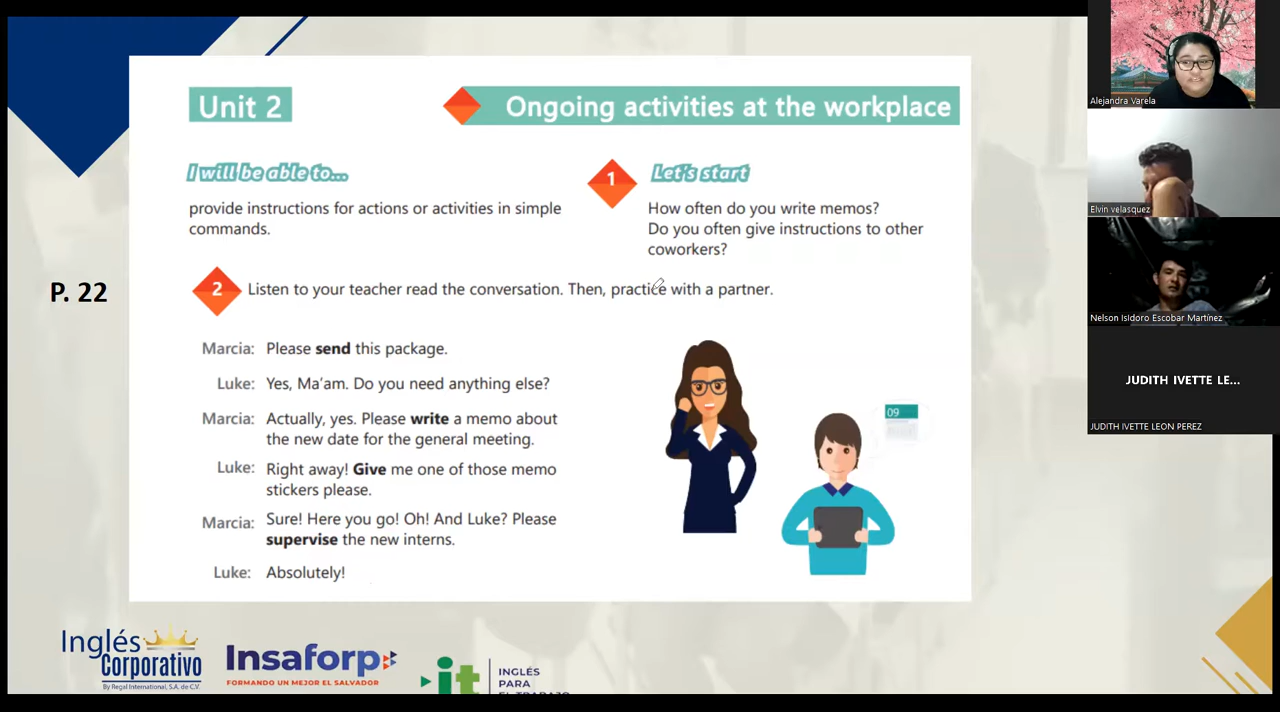 Unit 2
Ongoing activities at the workplace
I will be able to...
provide instructions for actions or activities in simple
commands.
1
Let's start
How often do you write memos?
Do you often give instructions to other
coworkers?
P. 22
2
Listen to your teacher read the conversation. Then, practice with a partner.
Marcia: Please send this package.
Luke: Yes, Ma'am. Do you need anything else?
Marcia: Actually, yes. Please write a memo about
the new date for the general meeting.
Luke: Right away! Give me one of those memo
stickers please.
Marcia: Sure! Here you go! Oh! And Luke? Please
supervise the new interns.
Luke: Absolutely!
09
Inglés
Corporativo
By Regal International, S.A. de C.V.
Insaforp
FORMANDO UN MEJOR EL SALVADOR
it
INGLÉS
PARA
EL TRABAJO
Alejandra Varela
Elvin velasquez
Nelson Isidoro Escobar Martínez
JUDITH IVETTE LE...
JUDITH IVETTE LEON PEREZ